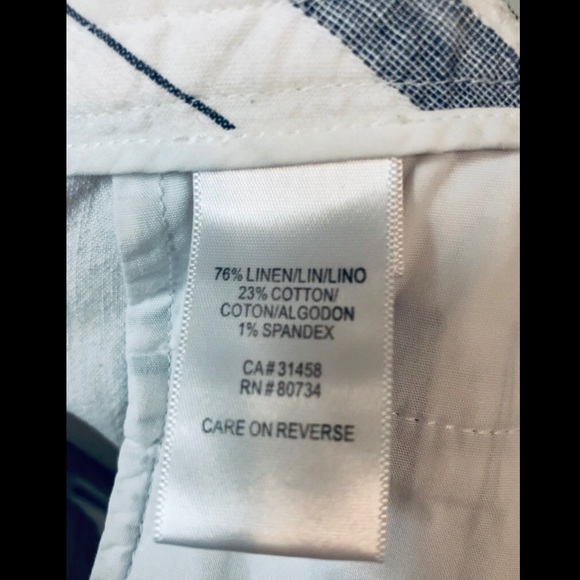 76% LINEN/LIN/LINO
23% COTTON/
COTON/ALGODON
1% SPANDEX
CA# 31458
RN # 80734
CARE ON REVERSE